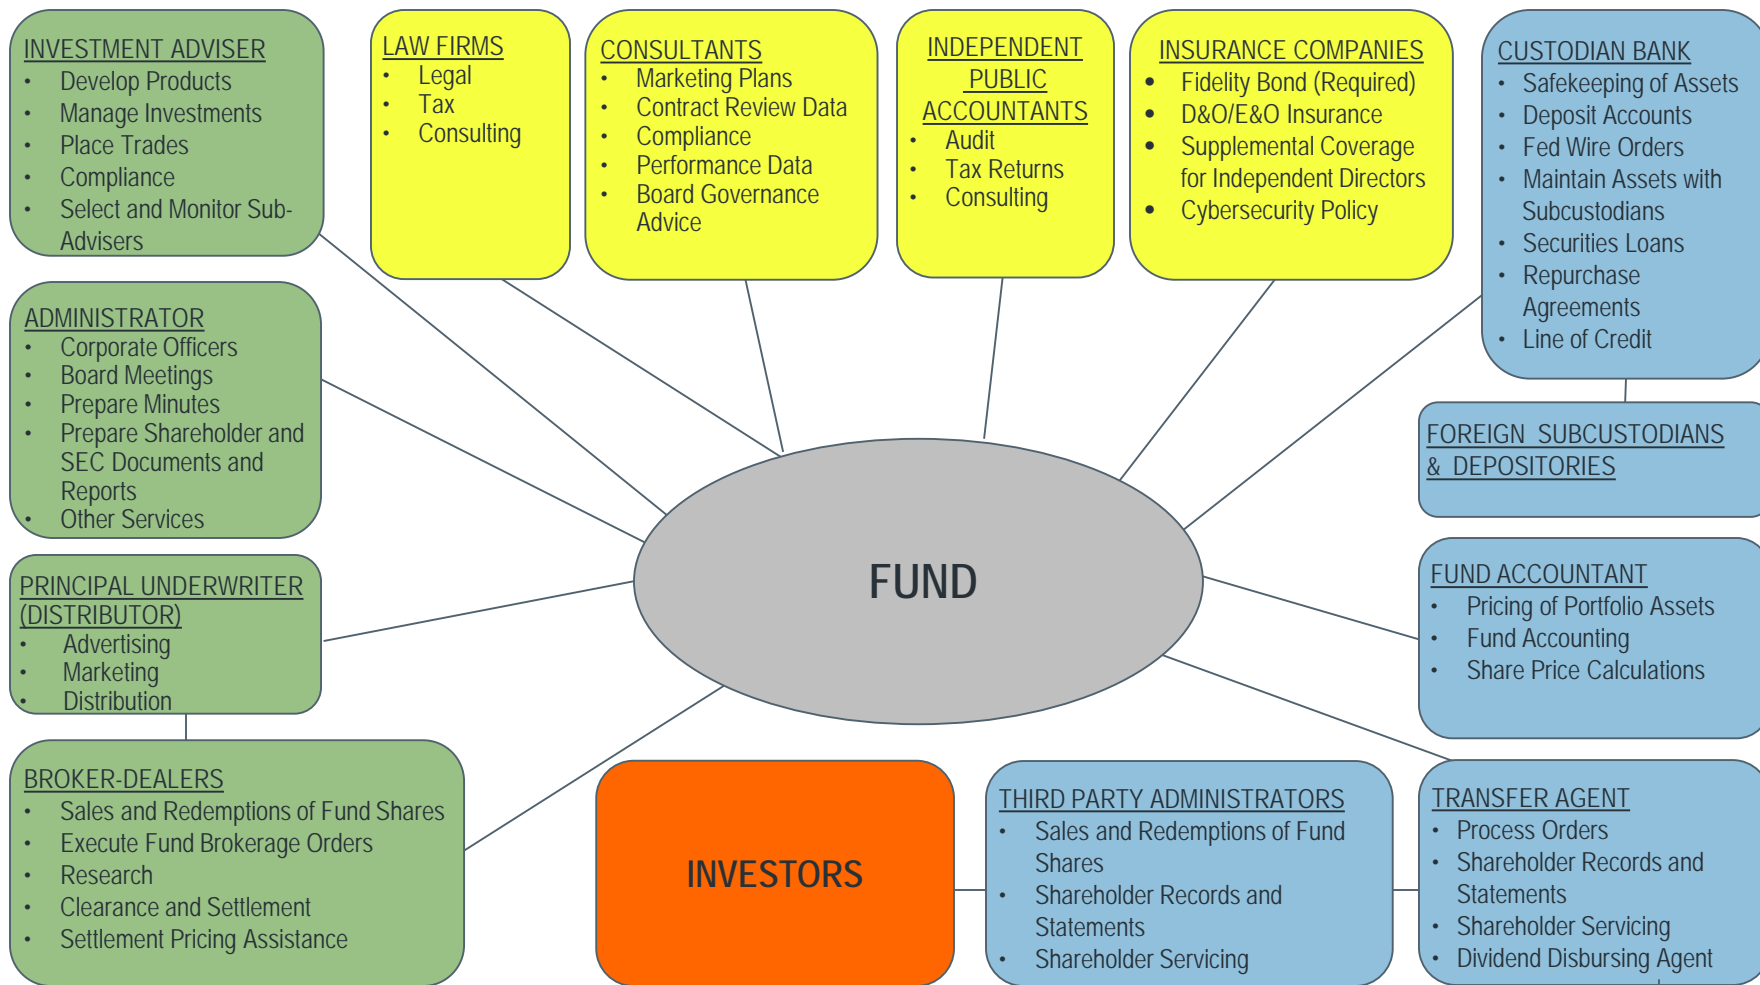 INVESTMENT ADVISER
• Develop Products
• Manage Investments
• Place Trades
• Compliance
• Select and Monitor Sub-
Advisers
LAW FIRMS
• Legal
• Tax
• Consulting
CONSULTANTS
• Marketing Plans
• Contract Review Data
• Compliance
• Performance Data
• Board Governance
Advice
INDEPENDENT
PUBLIC
ACCOUNTANTS
• Audit
• Tax Returns
• Consulting
INSURANCE COMPANIES
• Fidelity Bond (Required)
• D&O/E&O Insurance
• Supplemental Coverage
for Independent Directors
• Cybersecurity Policy
CUSTODIAN BANK
• Safekeeping of Assets
• Deposit Accounts
• Fed Wire Orders
• Maintain Assets with
Subcustodians
• Securities Loans
• Repurchase
Agreements
• Line of Credit
ADMINISTRATOR
• Corporate Officers
• Board Meetings
• Prepare Minutes
• Prepare Shareholder and
SEC Documents and
Reports
• Other Services
FOREIGN SUBCUSTODIANS
& DEPOSITORIES
PRINCIPAL UNDERWRITER
(DISTRIBUTOR)
• Advertising
• Marketing
• Distribution
FUND
FUND ACCOUNTANT
• Pricing of Portfolio Assets
• Fund Accounting
• Share Price Calculations
BROKER-DEALERS
• Sales and Redemptions of Fund Shares
• Execute Fund Brokerage Orders
• Research
• Clearance and Settlement
• Settlement Pricing Assistance
INVESTORS
THIRD PARTY ADMINISTRATORS
• Sales and Redemptions of Fund
Shares
• Shareholder Records and
Statements
• Shareholder Servicing
TRANSFER AGENT
• Process Orders
• Shareholder Records and
Statements
• Shareholder Servicing
• Dividend Disbursing Agent